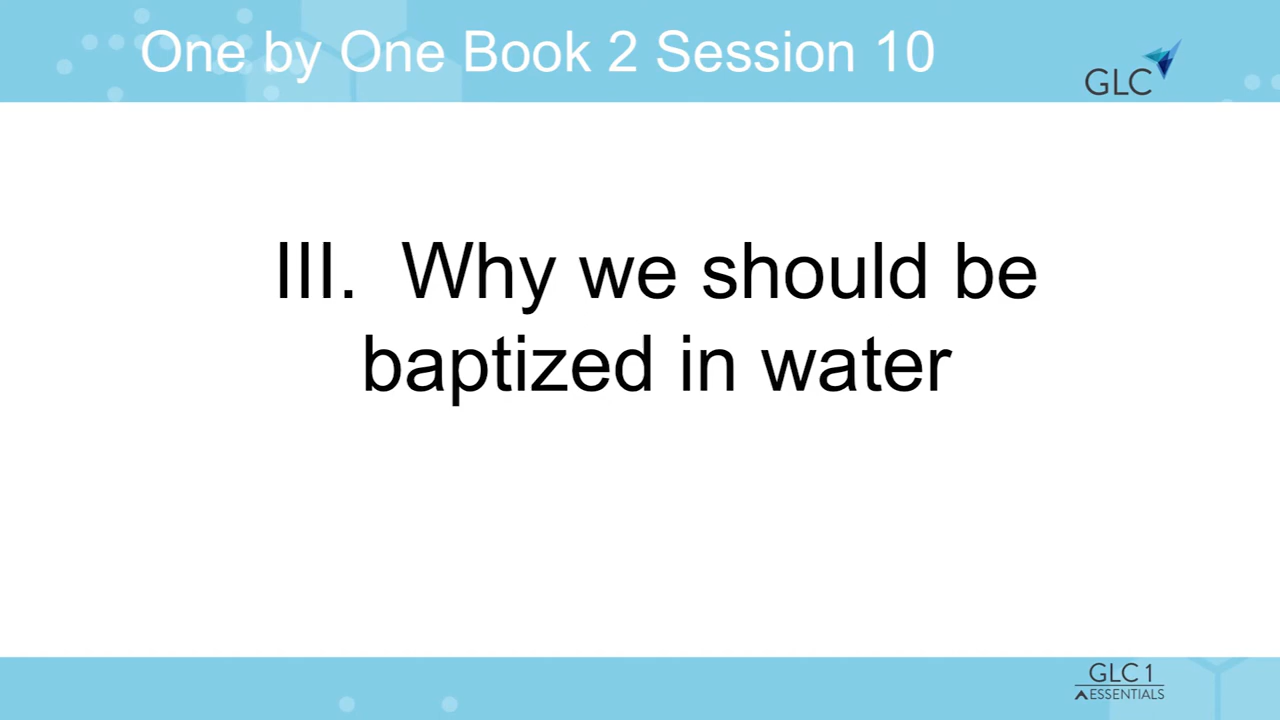 One by One Book 2 Session 10
GLC
III. Why we should be
baptized in water
GLC 1
ESSENTIALS